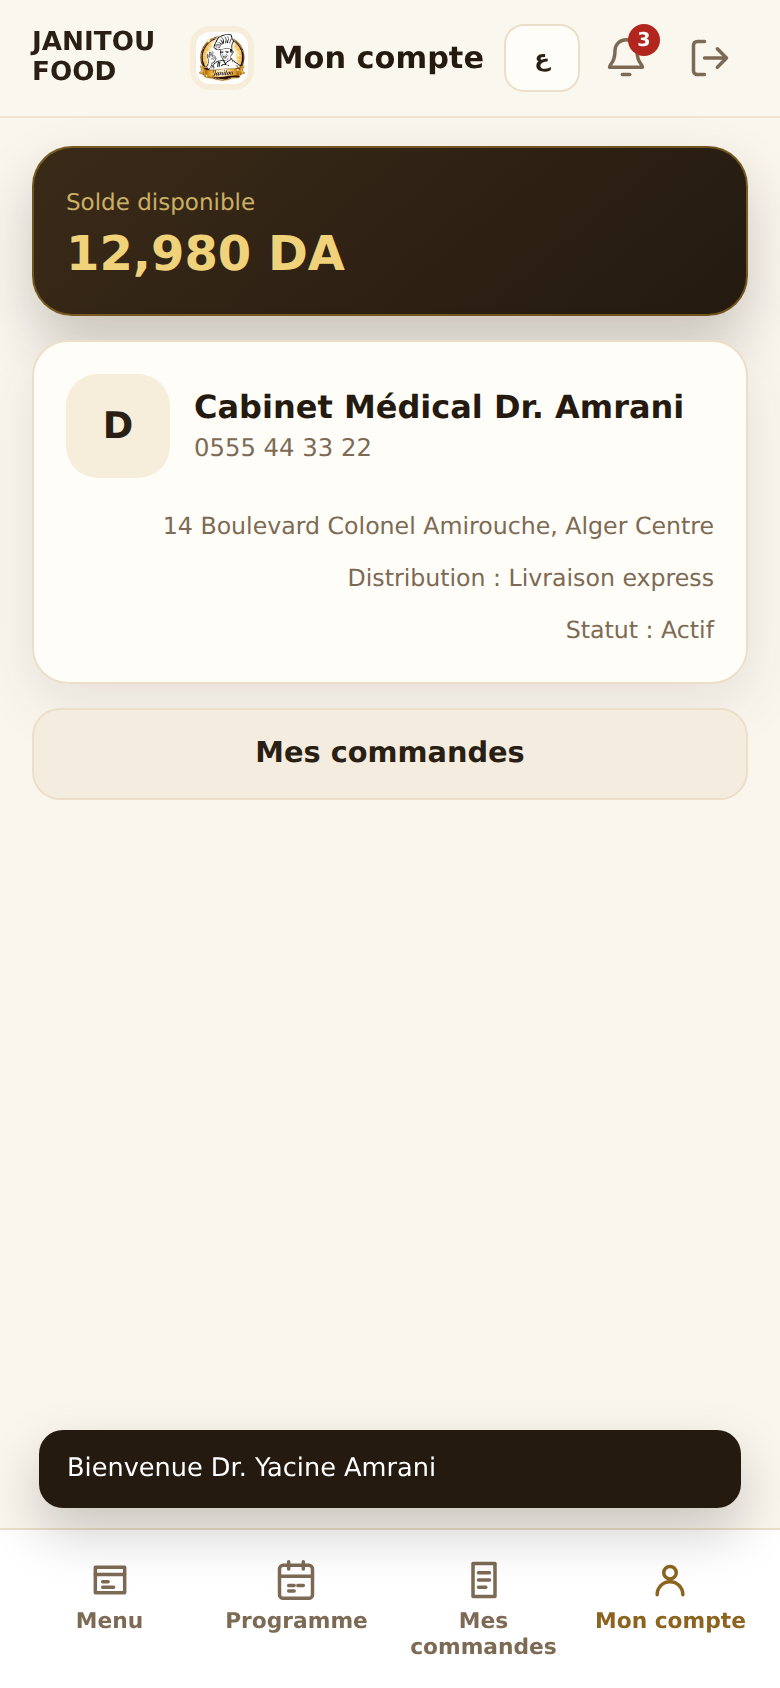 JANITOU
FOOD
Janitou
Mon compte
ع
3
Solde disponible
12,980 DA
D
Cabinet Médical Dr. Amrani
0555 44 33 22
14 Boulevard Colonel Amirouche, Alger Centre
Distribution : Livraison express
Statut : Actif
Mes commandes
Bienvenue Dr. Yacine Amrani
Menu
Programme
Mes
commandes
Mon compte